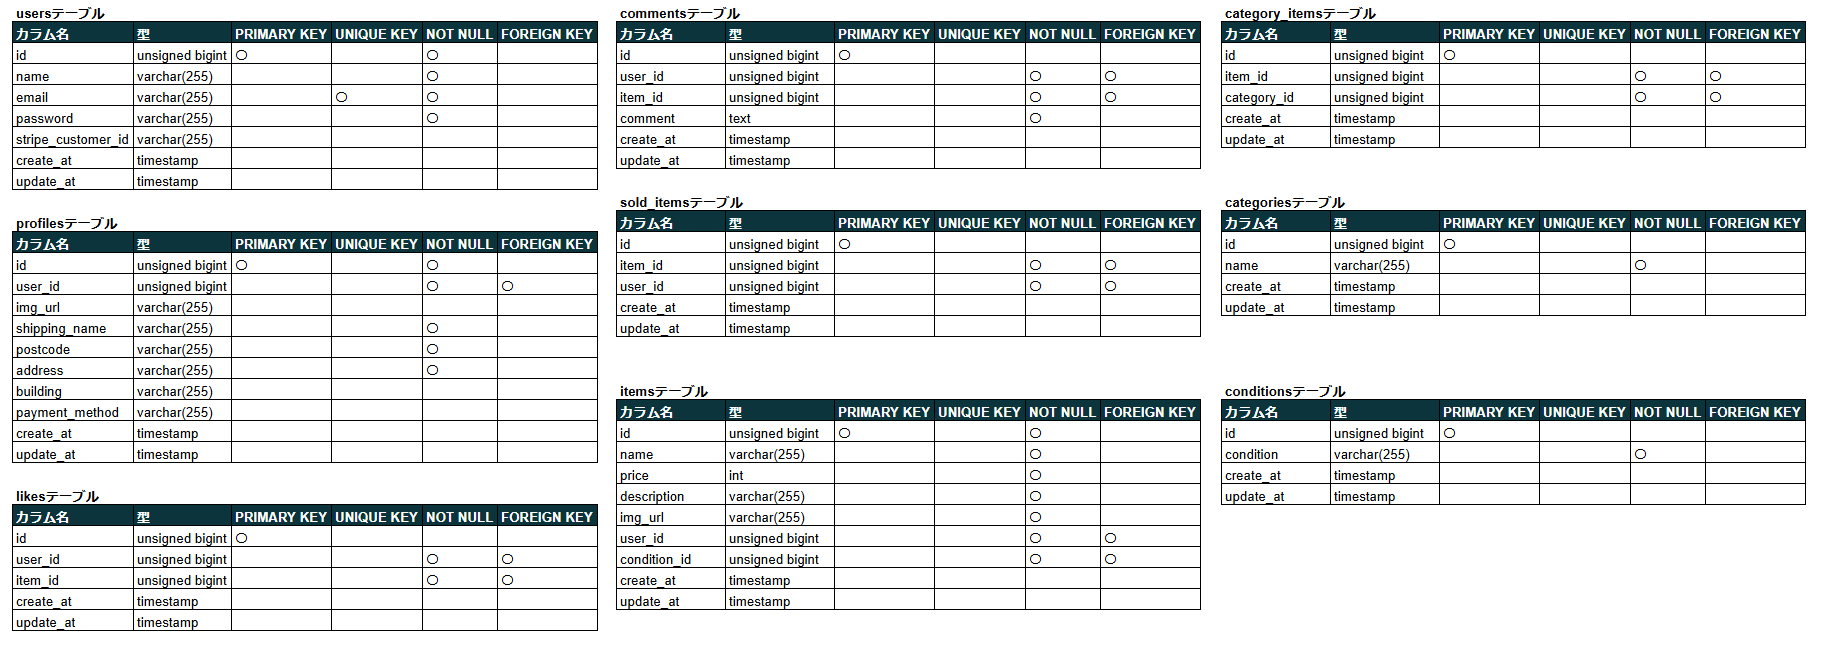 usersテーブル
カラム名 型 PRIMARY KEY UNIQUE KEY NOT NULL FOREIGN KEY
id unsigned bigint ○ ○
name varchar(255) ○
email varchar(255) ○ ○
password varchar(255) ○
stripe_customer_id varchar(255)
create_at timestamp
update_at timestamp
profilesテーブル
カラム名 型 PRIMARY KEY UNIQUE KEY NOT NULL FOREIGN KEY
id unsigned bigint ○ ○
user_id unsigned bigint ○ ○
img_url varchar(255)
shipping_name varchar(255) ○
postcode varchar(255) ○
address varchar(255) ○
building varchar(255)
payment_method varchar(255)
create_at timestamp
update_at timestamp
likesテーブル
カラム名 型 PRIMARY KEY UNIQUE KEY NOT NULL FOREIGN KEY
id unsigned bigint ○
user_id unsigned bigint ○ ○
item_id unsigned bigint ○ ○
create_at timestamp
update_at timestamp
commentsテーブル
カラム名 型 PRIMARY KEY UNIQUE KEY NOT NULL FOREIGN KEY
id unsigned bigint ○
user_id unsigned bigint ○ ○
item_id unsigned bigint ○ ○
comment text ○
create_at timestamp
update_at timestamp
sold_itemsテーブル
カラム名 型 PRIMARY KEY UNIQUE KEY NOT NULL FOREIGN KEY
id unsigned bigint ○
item_id unsigned bigint ○ ○
user_id unsigned bigint ○ ○
create_at timestamp
update_at timestamp
itemsテーブル
カラム名 型 PRIMARY KEY UNIQUE KEY NOT NULL FOREIGN KEY
id unsigned bigint ○ ○
name varchar(255) ○
price int ○
description varchar(255) ○
img_url varchar(255) ○
user_id unsigned bigint ○ ○
condition_id unsigned bigint ○ ○
create_at timestamp
update_at timestamp
category_itemsテーブル
カラム名 型 PRIMARY KEY UNIQUE KEY NOT NULL FOREIGN KEY
id unsigned bigint ○
item_id unsigned bigint ○ ○
category_id unsigned bigint ○ ○
create_at timestamp
update_at timestamp
categoriesテーブル
カラム名 型 PRIMARY KEY UNIQUE KEY NOT NULL FOREIGN KEY
id unsigned bigint ○
name varchar(255) ○
create_at timestamp
update_at timestamp
conditionsテーブル
カラム名 型 PRIMARY KEY UNIQUE KEY NOT NULL FOREIGN KEY
id unsigned bigint ○
condition varchar(255) ○
create_at timestamp
update_at timestamp